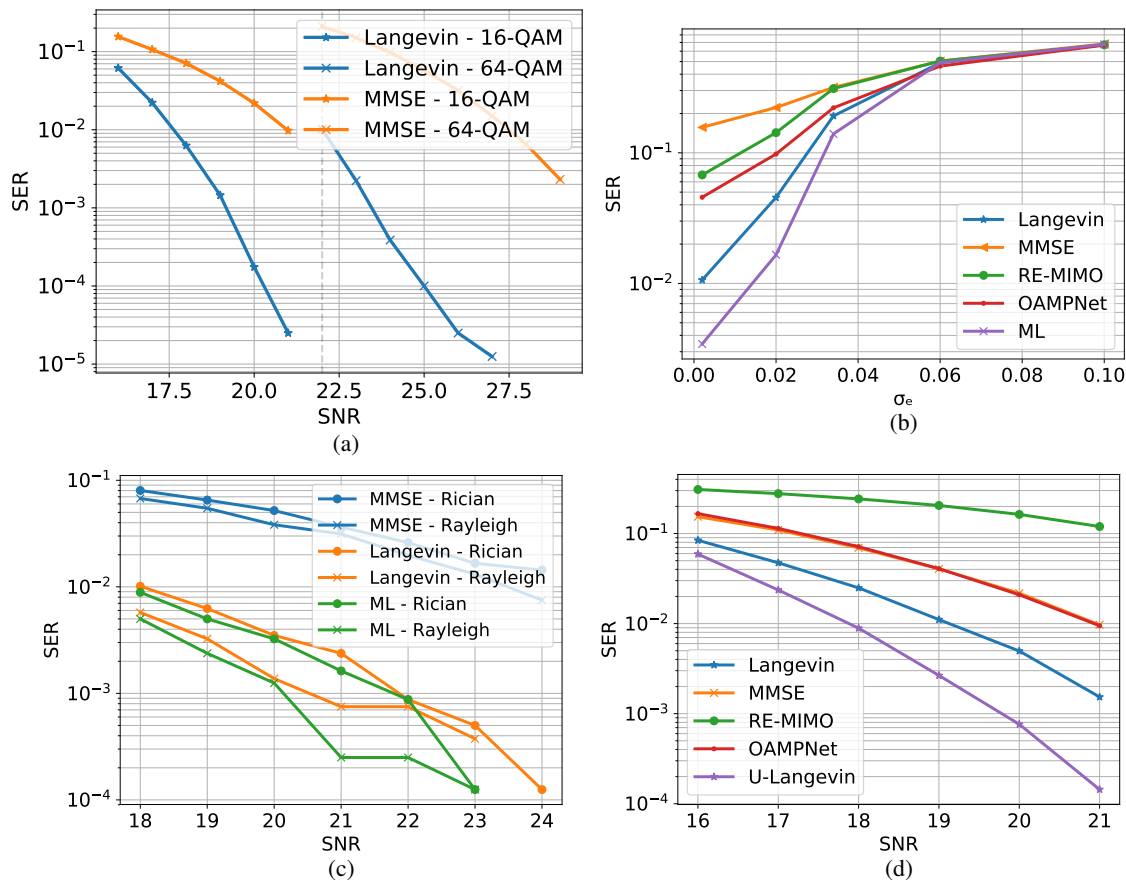 10⁻¹
10⁻²
10⁻³
10⁻⁴
10⁻⁵
SER
Langevin - 16-QAM
Langevin - 64-QAM
MMSE - 16-QAM
MMSE - 64-QAM
17.5 20.0 22.5 25.0 27.5
SNR
(a)
10⁻¹
10⁻²
SER
Langevin
MMSE
RE-MIMO
OAMPNet
ML
0.00 0.02 0.04 0.06 0.08 0.10
σₑ
(b)
10⁻¹
10⁻²
10⁻³
10⁻⁴
SER
MMSE - Rician
MMSE - Rayleigh
Langevin - Rician
Langevin - Rayleigh
ML - Rician
ML - Rayleigh
18 19 20 21 22 23 24
SNR
(c)
10⁻¹
10⁻²
10⁻³
10⁻⁴
SER
Langevin
MMSE
RE-MIMO
OAMPNet
U-Langevin
16 17 18 19 20 21
SNR
(d)